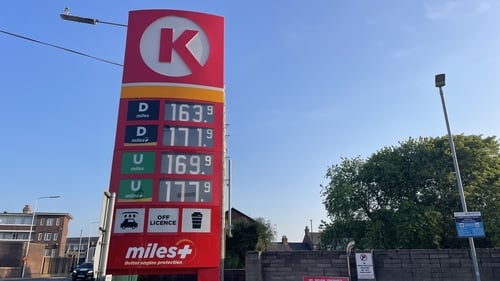 K
D 163.9
miles
D 171.9
miles+
U 169.9
miles
U 177.9
miles+
OFF
LICENCE
miles+
Better engine protection